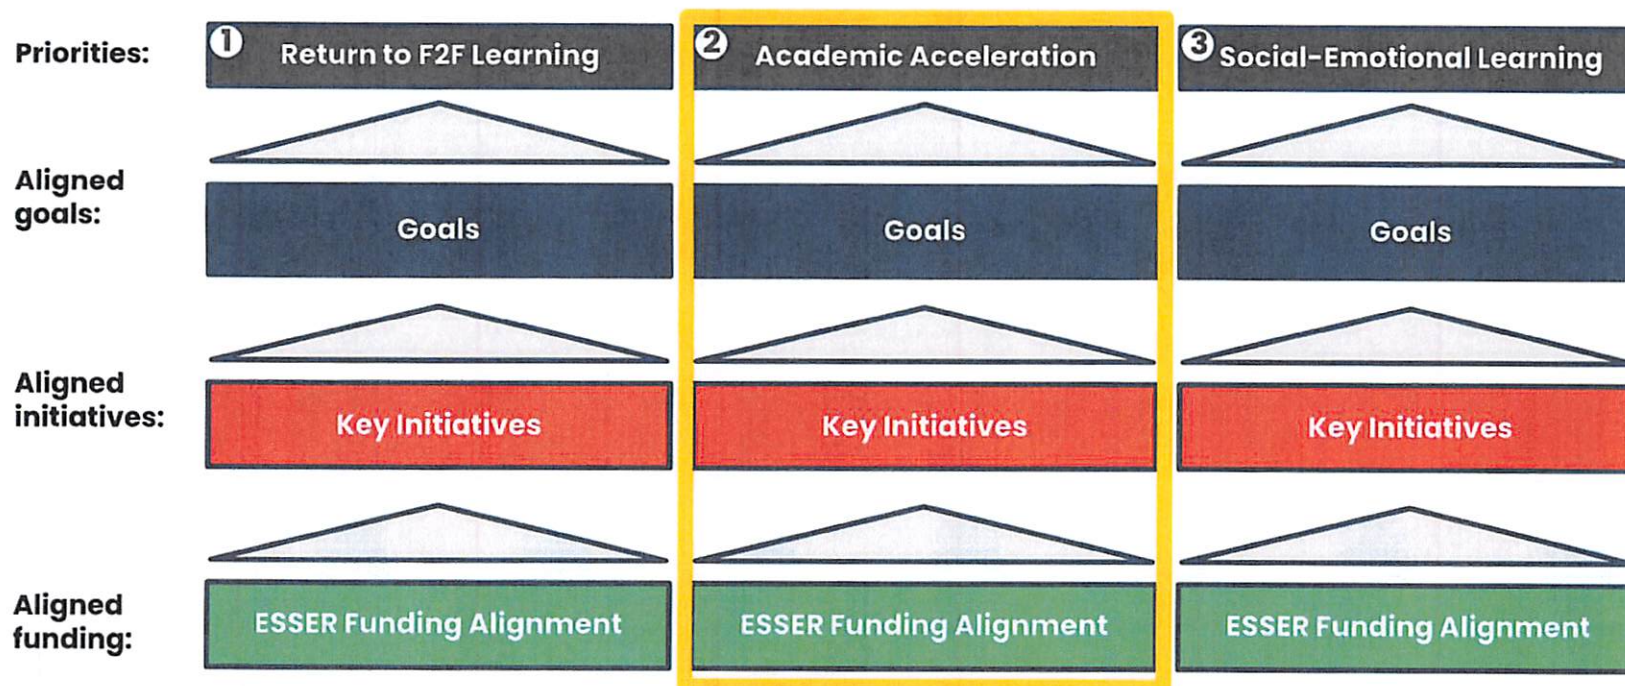 Priorities:
1 Return to F2F Learning
2 Academic Acceleration
3 Social-Emotional Learning
Aligned
goals:
Goals
Goals
Goals
Aligned
initiatives:
Key Initiatives
Key Initiatives
Key Initiatives
Aligned
funding:
ESSER Funding Alignment
ESSER Funding Alignment
ESSER Funding Alignment